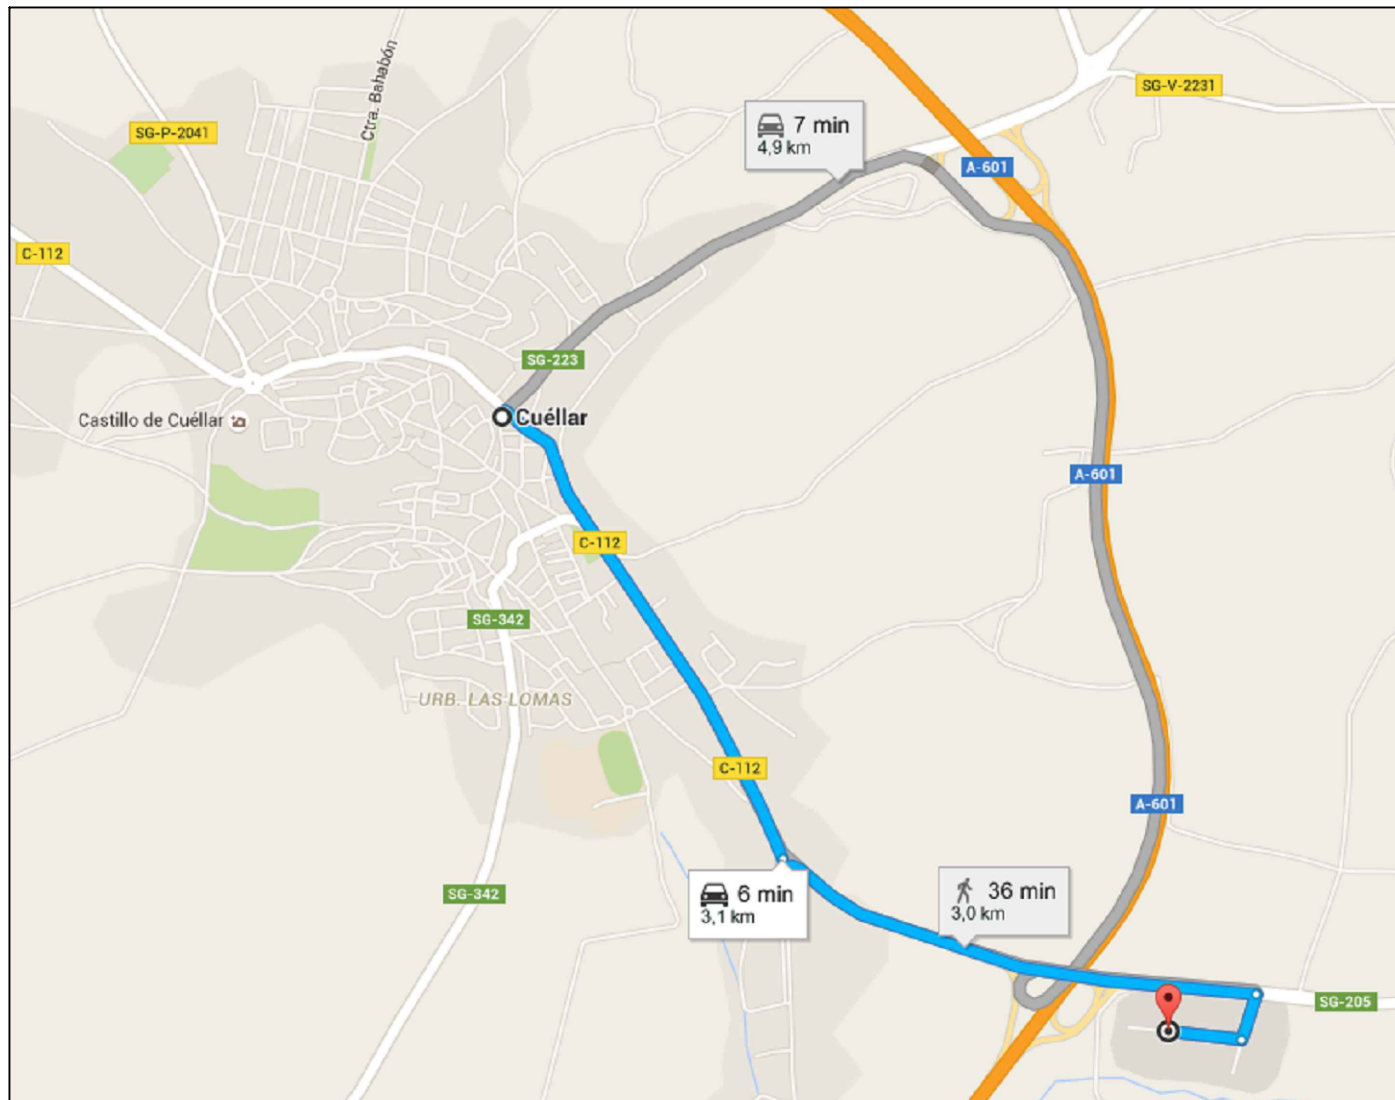 Ctra. Bahabón
SG-V-2231
SG-P-2041
7 min
4,9 km
A-601
C-112
SG-223
Castillo de Cuéllar
Cuéllar
A-601
C-112
SG-342
URB. LAS LOMAS
C-112
A-601
SG-342
6 min
3,1 km
36 min
3,0 km
SG-205